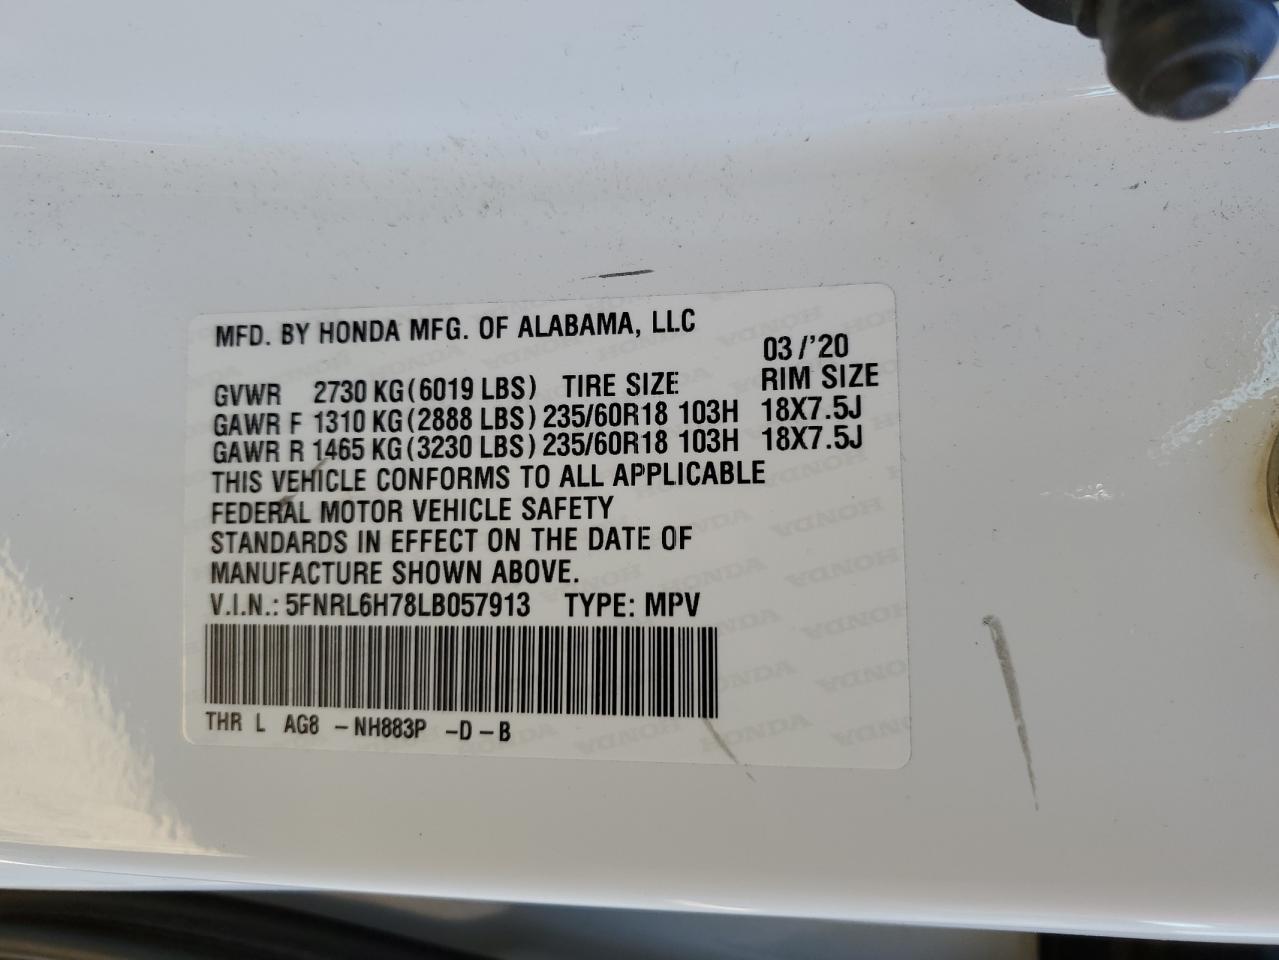 MFD. BY HONDA MFG. OF ALABAMA, LLC
03/'20
GVWR 2730 KG(6019 LBS) TIRE SIZE RIM SIZE
GAWR F 1310 KG(2888 LBS) 235/60R18 103H 18X7.5J
GAWR R 1465 KG(3230 LBS) 235/60R18 103H 18X7.5J
THIS VEHICLE CONFORMS TO ALL APPLICABLE
FEDERAL MOTOR VEHICLE SAFETY
STANDARDS IN EFFECT ON THE DATE OF
MANUFACTURE SHOWN ABOVE.
V.I.N.: 5FNRL6H78LB057913 TYPE: MPV
THR L AG8 -NH883P -D-B